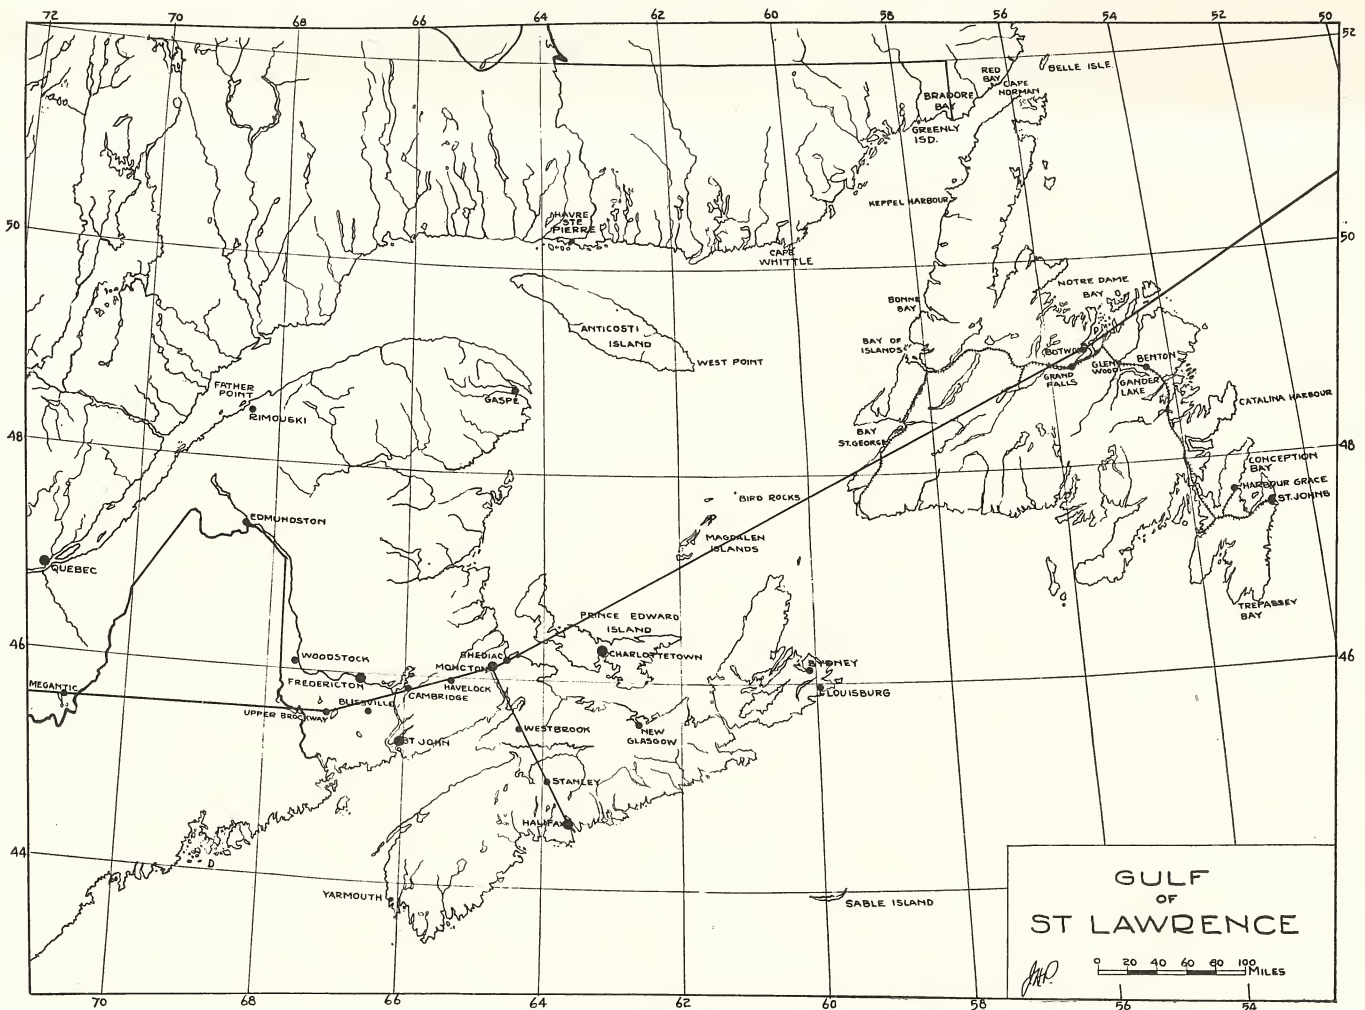 72 70 68 66 64 62 60 58 56 54 52 50
52
RED
BAY
BELLE ISLE
CAPE
NORMAN
BRADORE
BAY
GREENLY
ISD.
KEPPEL HARBOUR
HAVRE
STE
PIERRE
50
50
CAPE
WHITTLE
NOTRE DAME
BAY
BONNE
BAY
ANTICOSTI
ISLAND
BAY OF
ISLANDS
WEST POINT
BOTWOOD
GLEN
WOOD
BENTON
GRAND
FALLS
GANDER
LAKE
FATHER
POINT
GASPE
CATALINA HARBOUR
RIMOUSKI
BAY
ST. GEORGE
48
48
CONCEPTION
BAY
HARBOUR GRACE
ST. JOHNS
BIRD ROCKS
EDMUNDSTON
MAGDALEN
ISLANDS
QUEBEC
TREPASSEY
BAY
PRINCE EDWARD
ISLAND
46
46
WOODSTOCK
SHEDIAC
MONCTON
CHARLOTTETOWN
SYDNEY
MEGANTIC
FREDERICTON
HAVELOCK
CAMBRIDGE
LOUISBURG
BLISSVILLE
UPPER BROCKWAY
ST JOHN
WESTBROOK
NEW
GLASGOW
STANLEY
HALIFAX
44
YARMOUTH
SABLE ISLAND
GULF
OF
ST LAWRENCE
0 20 40 60 80 100
MILES
70 68 66 64 62 60 58 56 54